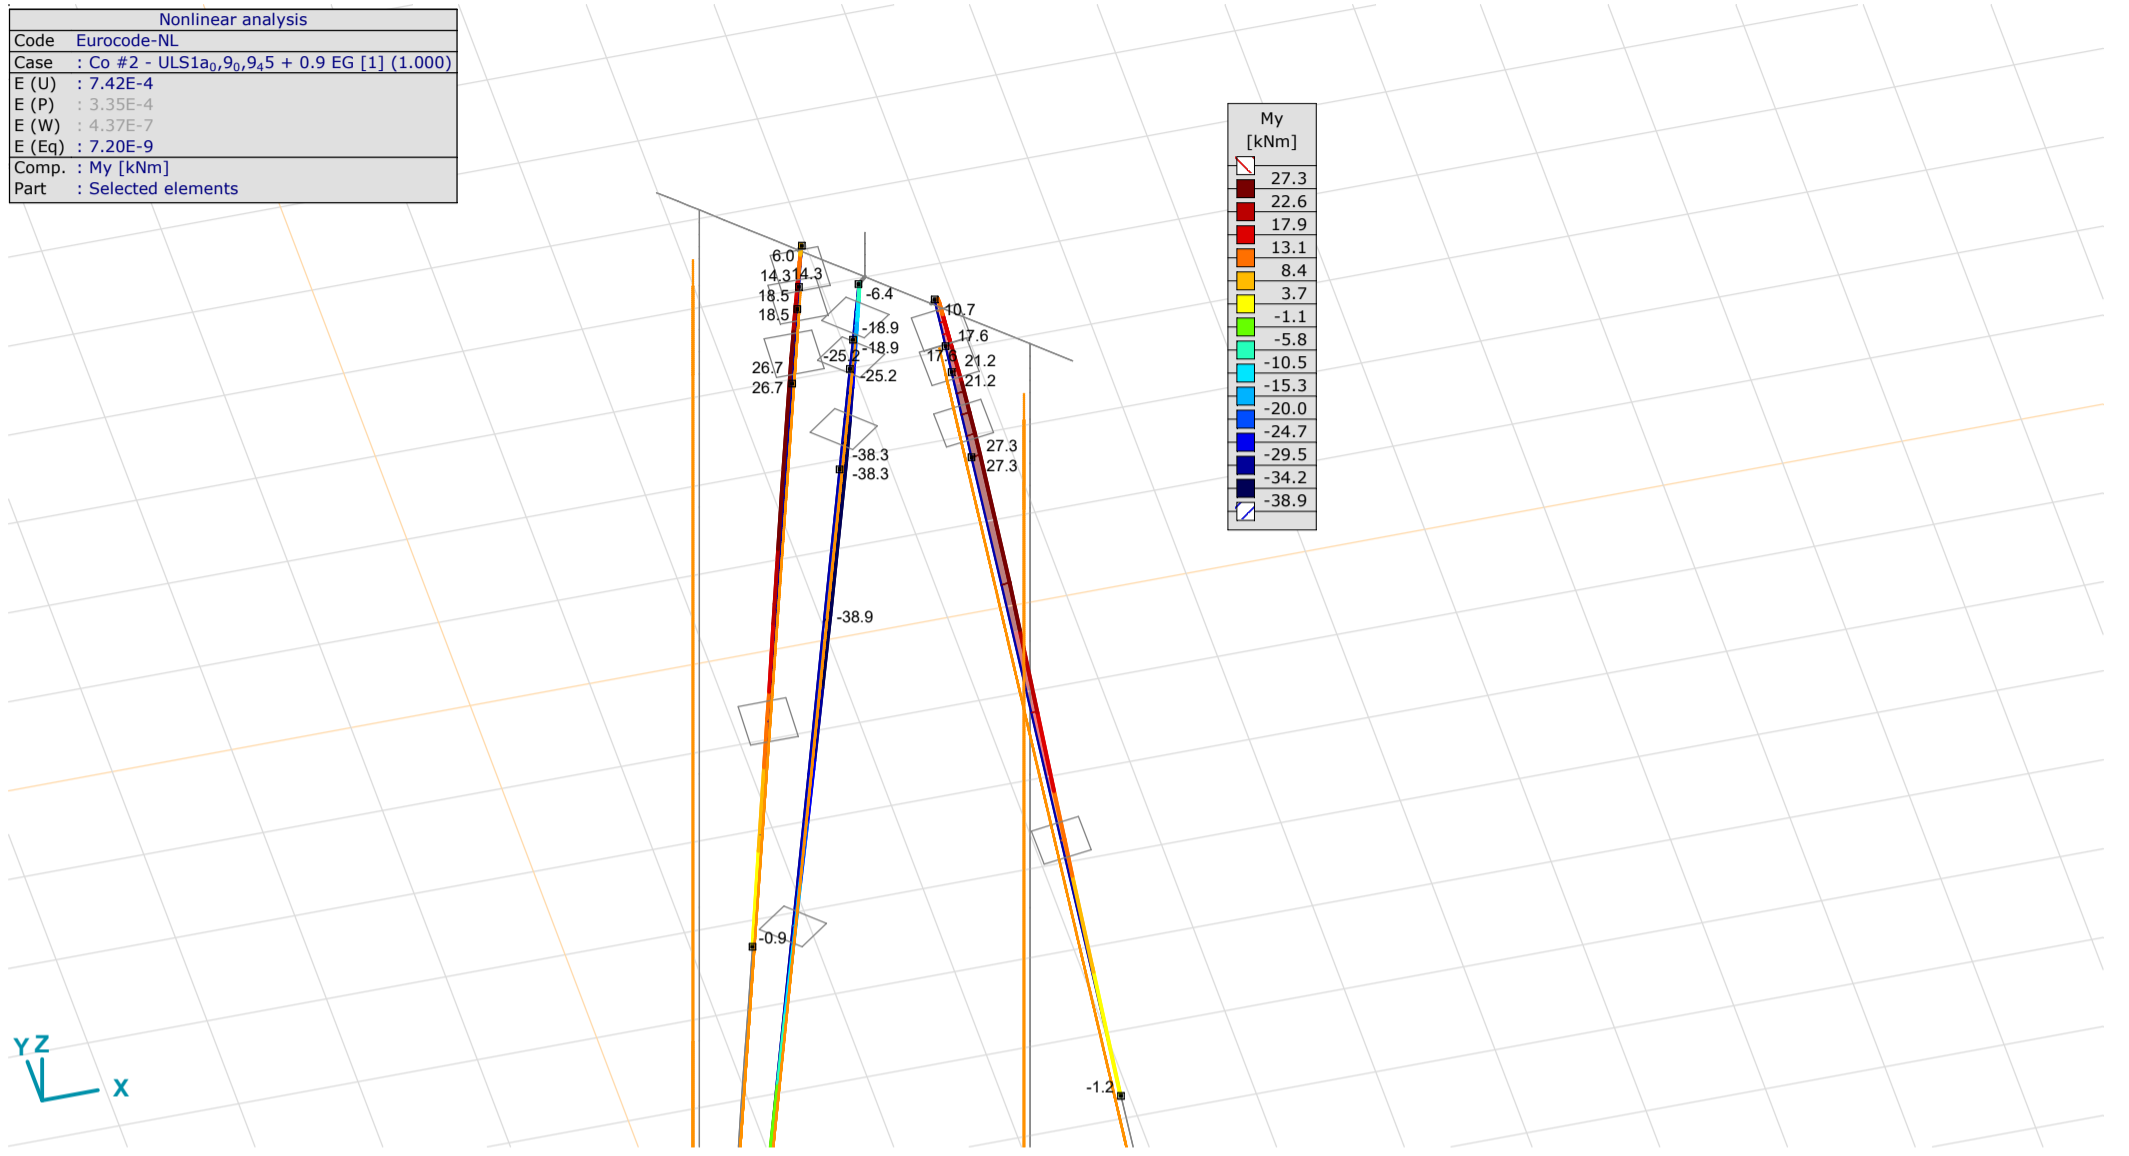 Nonlinear analysis
Code Eurocode-NL
Case : Co #2 - ULS1a₀,9₀,9₄5 + 0.9 EG [1] (1.000)
E (U) : 7.42E-4
E (P) : 3.35E-4
E (W) : 4.37E-7
E (Eq) : 7.20E-9
Comp. : My [kNm]
Part : Selected elements
My
[kNm]
27.3
22.6
17.9
13.1
8.4
3.7
-1.1
-5.8
-10.5
-15.3
-20.0
-24.7
-29.5
-34.2
-38.9
6.0
14.3
14.3
18.5
18.5
26.7
26.7
-0.9
-6.4
-18.9
-18.9
-25.2
-25.2
-38.3
-38.3
-38.9
10.7
17.6
21.2
21.2
27.3
27.3
-1.2
Y Z
X